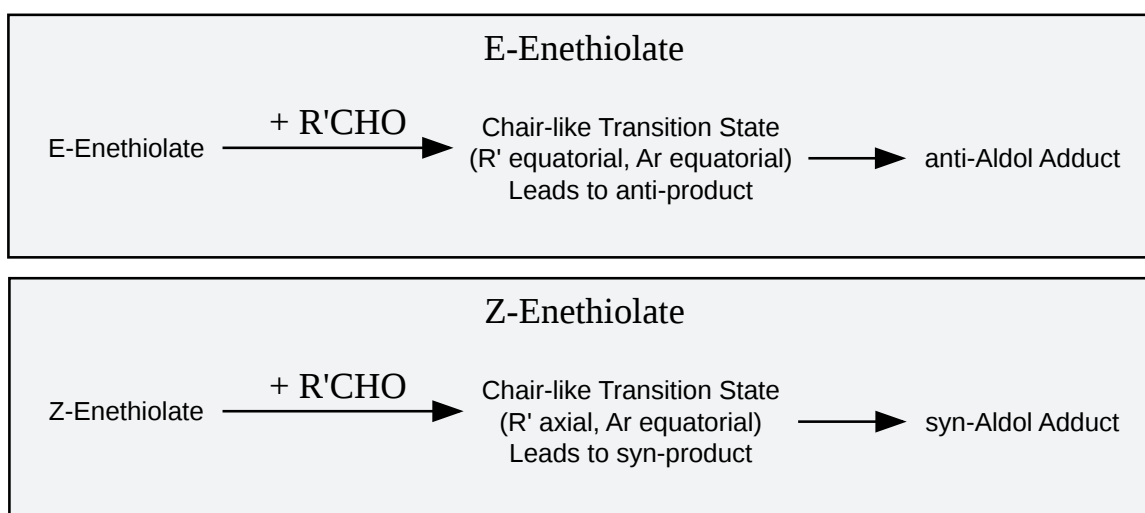 E-Enethiolate
E-Enethiolate
+ R'CHO
Chair-like Transition State
(R' equatorial, Ar equatorial)
Leads to anti-product
anti-Aldol Adduct
Z-Enethiolate
Z-Enethiolate
+ R'CHO
Chair-like Transition State
(R' axial, Ar equatorial)
Leads to syn-product
syn-Aldol Adduct